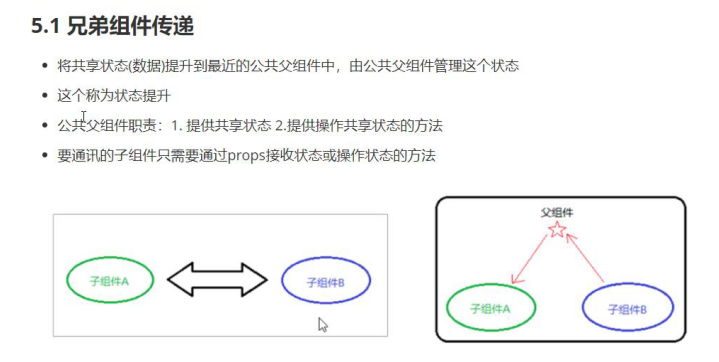 5.1 兄弟组件传递
将共享状态(数据)提升到最近的公共父组件中，由公共父组件管理这个状态
这个称为状态提升
公共父组件职责：1. 提供共享状态 2.提供操作共享状态的方法
要通讯的子组件只需要通过props接收状态或操作状态的方法
子组件A
子组件B
父组件
子组件A
子组件B